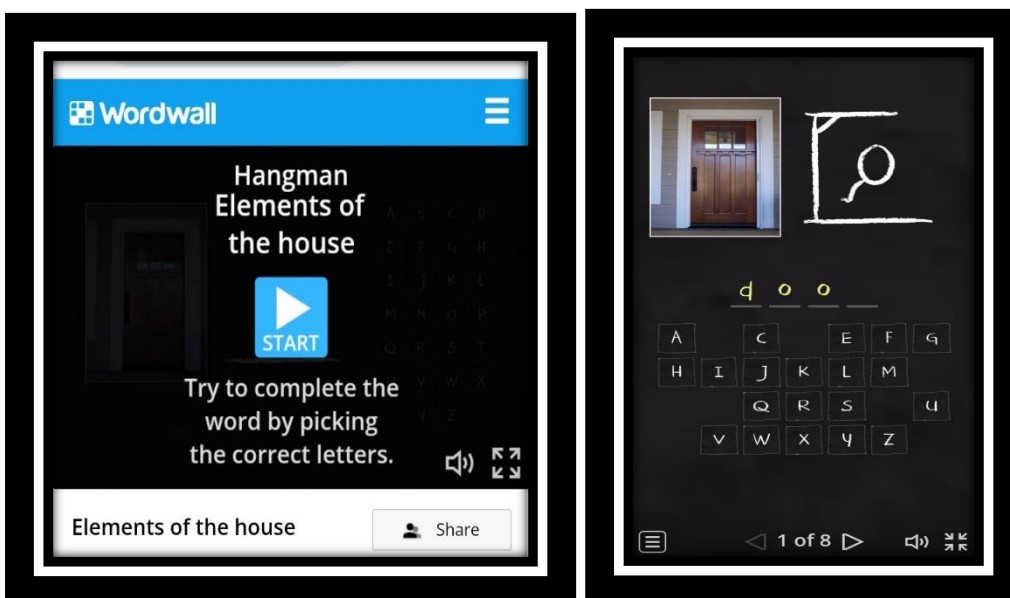 Wordwall
Hangman
Elements of
the house
START
Try to complete the
word by picking
the correct letters.
Elements of the house
Share
d o o
A C E F G
H I J K L M
Q R S U
V W X Y Z
1 of 8